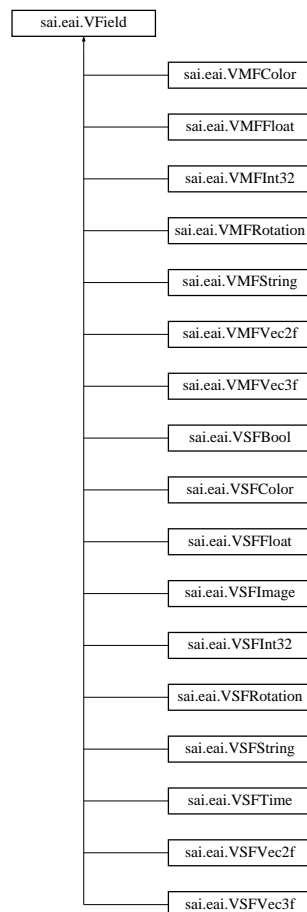 sai.eai.VField
sai.eai.VMFColor
sai.eai.VMFFloat
sai.eai.VMFInt32
sai.eai.VMFRotation
sai.eai.VMFString
sai.eai.VMFVec2f
sai.eai.VMFVec3f
sai.eai.VSFBool
sai.eai.VSFColor
sai.eai.VSFFloat
sai.eai.VSFImage
sai.eai.VSFInt32
sai.eai.VSFRotation
sai.eai.VSFString
sai.eai.VSFTime
sai.eai.VSFVec2f
sai.eai.VSFVec3f